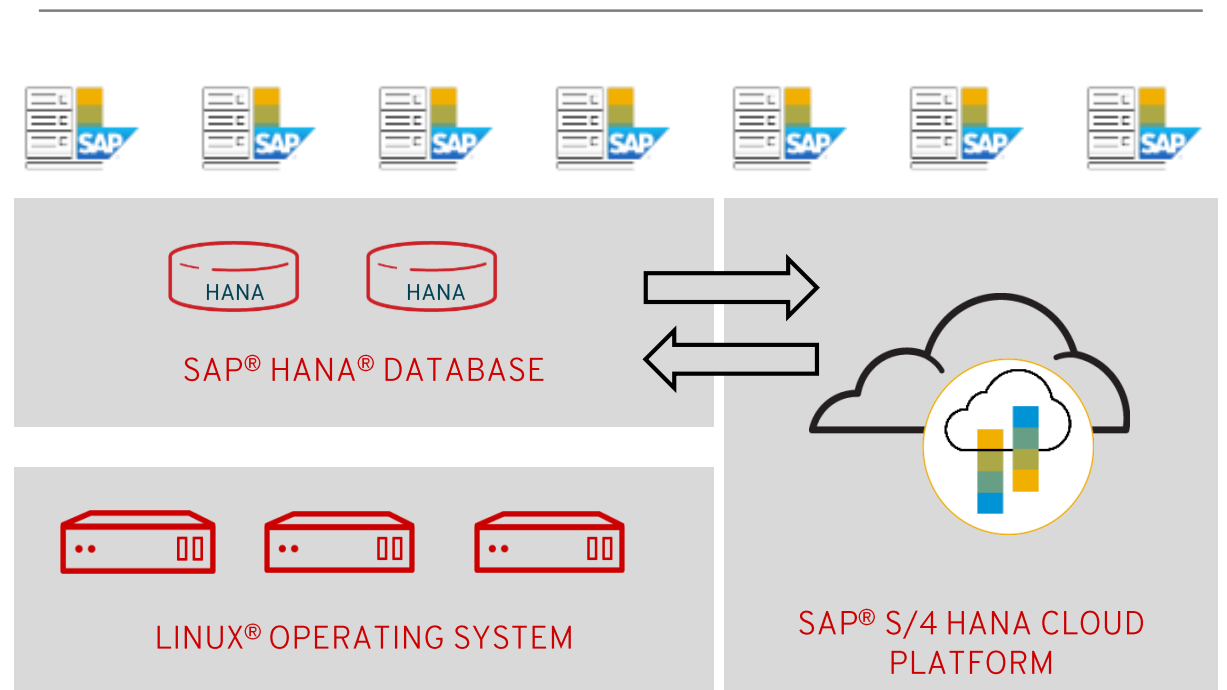 SAP SAP SAP SAP SAP SAP SAP
HANA HANA
SAP® HANA® DATABASE
LINUX® OPERATING SYSTEM
SAP® S/4 HANA CLOUD
PLATFORM